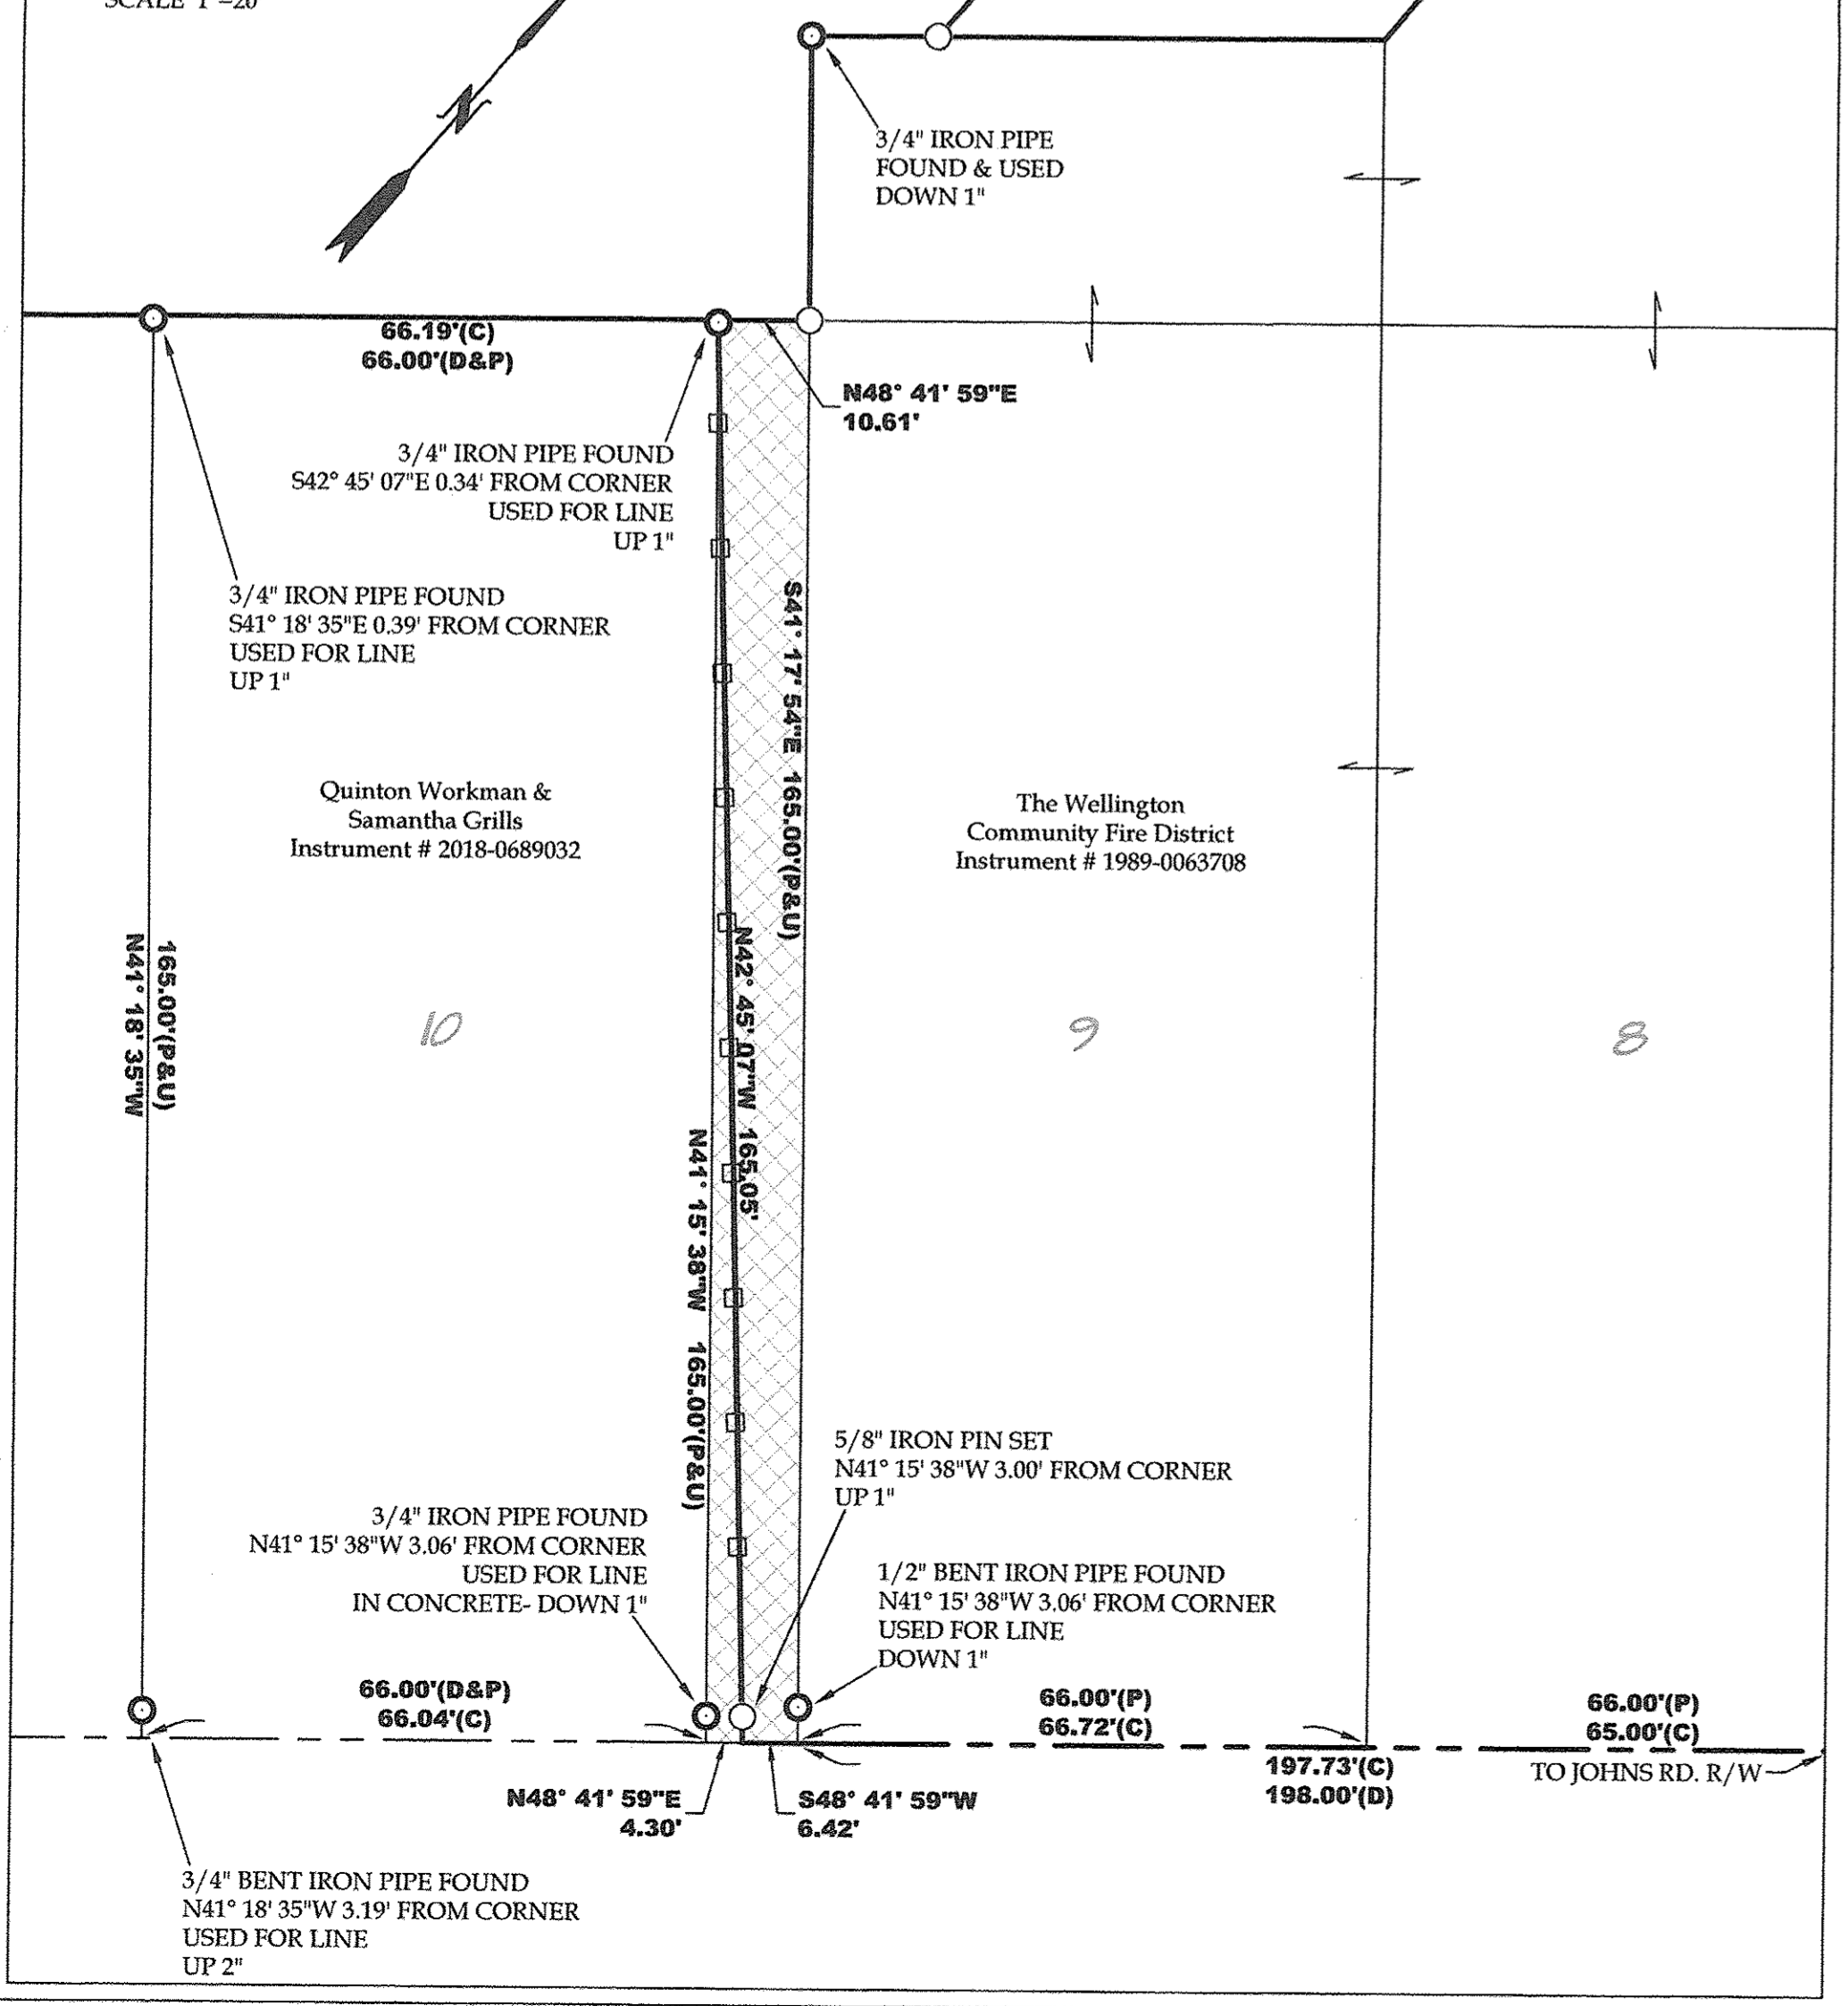 SCALE 1"=20'
3/4" IRON PIPE
FOUND & USED
DOWN 1"
66.19'(C)
66.00'(D&P)
N48° 41' 59"E
10.61'
3/4" IRON PIPE FOUND
S42° 45' 07"E 0.34' FROM CORNER
USED FOR LINE
UP 1"
3/4" IRON PIPE FOUND
S41° 18' 35"E 0.39' FROM CORNER
USED FOR LINE
UP 1"
S41° 17' 54"E 165.00'(P&U)
Quinton Workman &
Samantha Grills
Instrument # 2018-0689032
The Wellington
Community Fire District
Instrument # 1989-0063708
165.00'(P&U)
N41° 18' 35"W
N42° 45' 07"W 165.05'
10
9
8
N41° 15' 38"W 165.00'(P&U)
5/8" IRON PIN SET
N41° 15' 38"W 3.00' FROM CORNER
UP 1"
3/4" IRON PIPE FOUND
N41° 15' 38"W 3.06' FROM CORNER
USED FOR LINE
IN CONCRETE- DOWN 1"
1/2" BENT IRON PIPE FOUND
N41° 15' 38"W 3.06' FROM CORNER
USED FOR LINE
DOWN 1"
66.00'(D&P)
66.04'(C)
66.00'(P)
66.72'(C)
66.00'(P)
65.00'(C)
197.73'(C)
198.00'(D)
TO JOHNS RD. R/W
N48° 41' 59"E
4.30'
S48° 41' 59"W
6.42'
3/4" BENT IRON PIPE FOUND
N41° 18' 35"W 3.19' FROM CORNER
USED FOR LINE
UP 2"